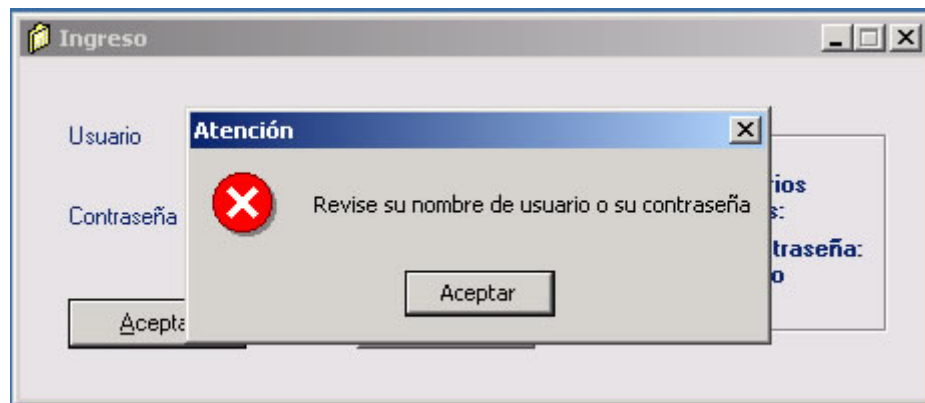 Ingreso
Usuario
Atención
Revise su nombre de usuario o su contraseña
Contraseña
Aceptar